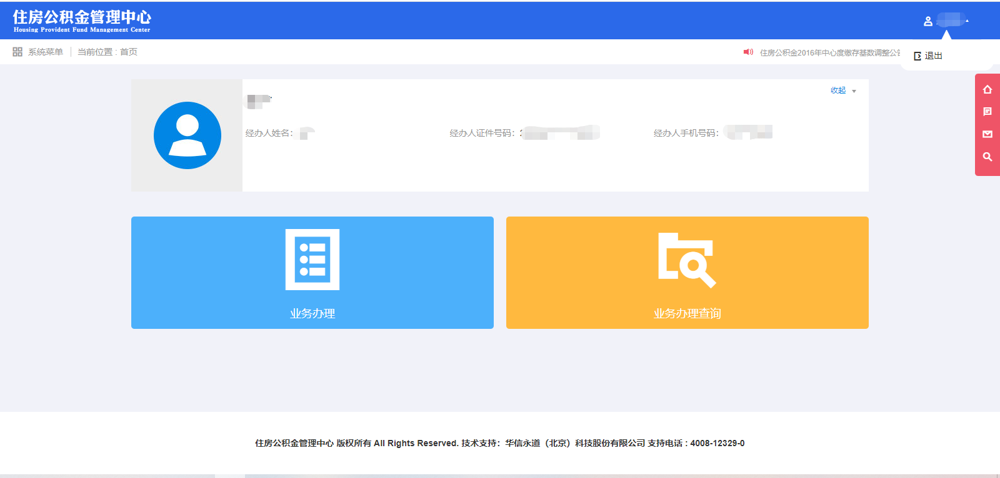 住房公积金管理中心
Housing Provident Fund Management Center
系统菜单 | 当前位置 : 首页
住房公积金2016年中心度缴存基数调整公告
退出
收起
经办人姓名：
经办人证件号码：
经办人手机号码：
业务办理
业务办理查询
住房公积金管理中心 版权所有 All Rights Reserved. 技术支持：华信永道（北京）科技股份有限公司 支持电话 : 4008-12329-0